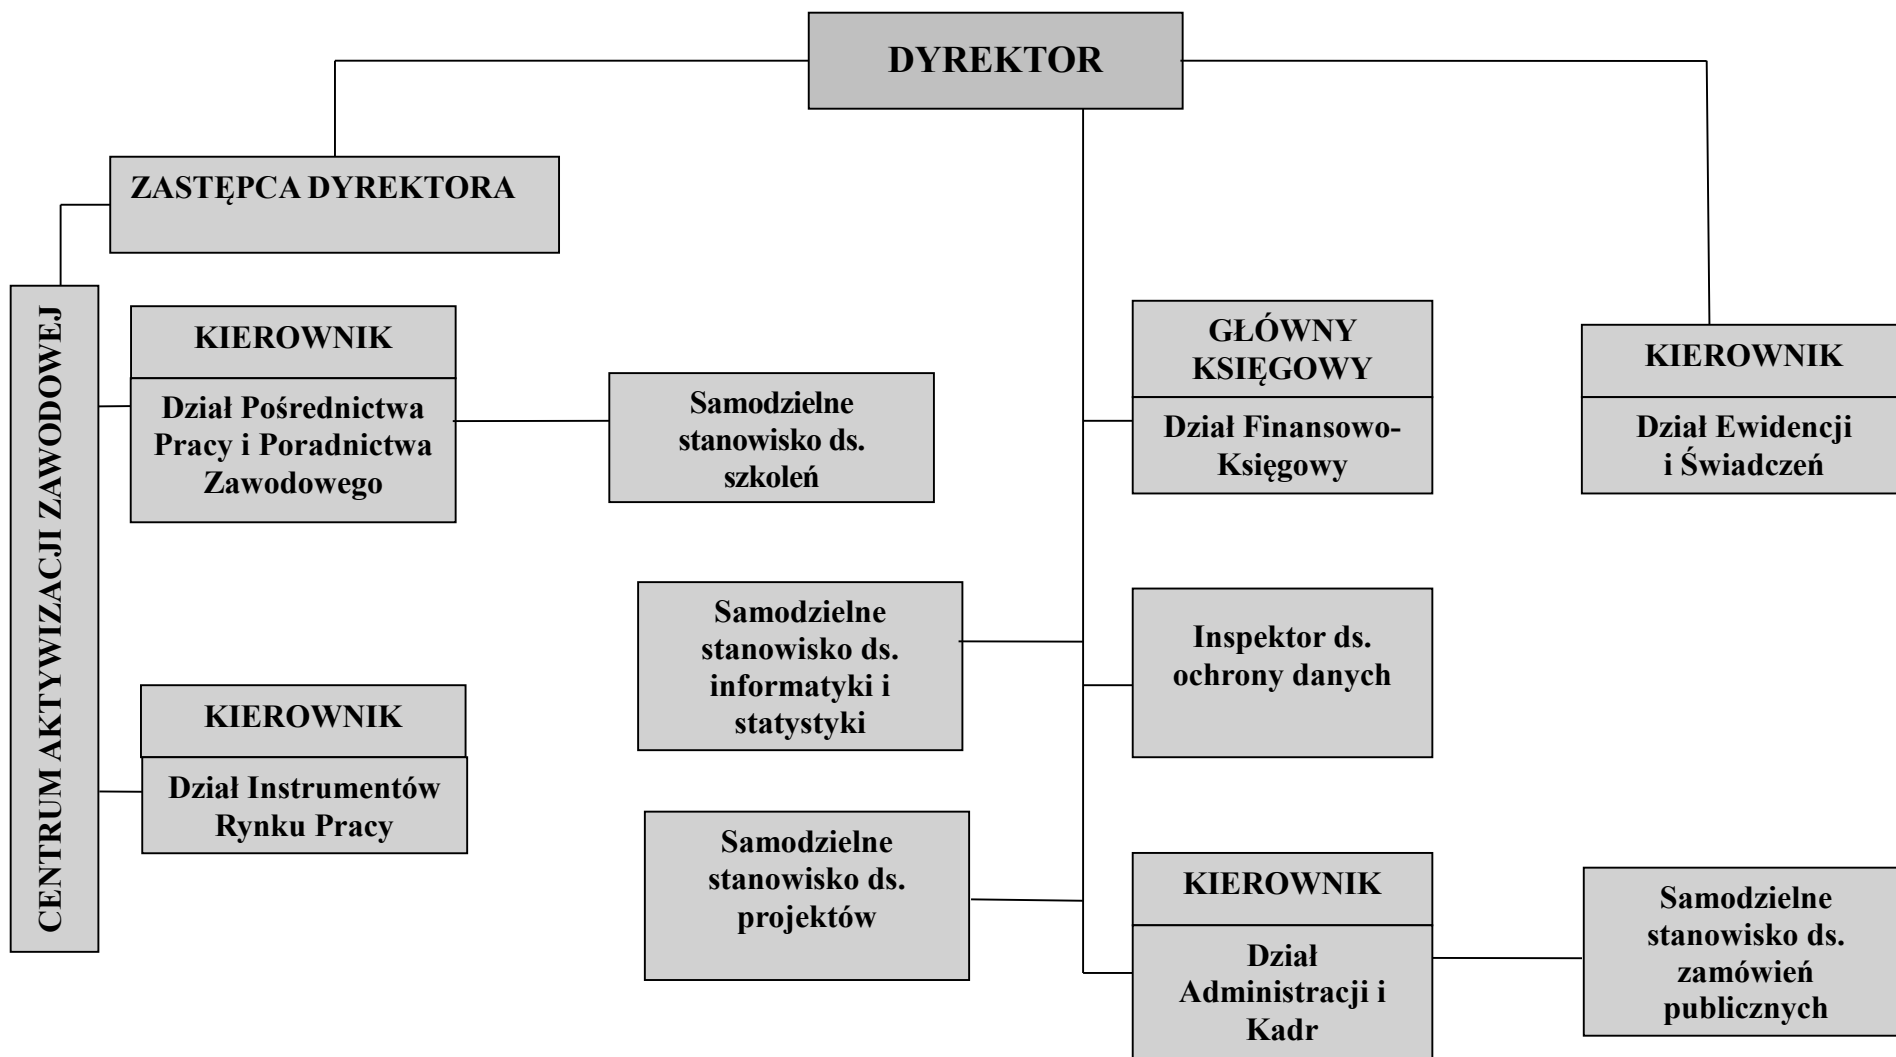 DYREKTOR
ZASTĘPCA DYREKTORA
CENTRUM AKTYWIZACJI ZAWODOWEJ
KIEROWNIK
Dział Pośrednictwa
Pracy i Poradnictwa
Zawodowego
Samodzielne
stanowisko ds.
szkoleń
GŁÓWNY
KSIĘGOWY
Dział Finansowo-
Księgowy
KIEROWNIK
Dział Ewidencji
i Świadczeń
Samodzielne
stanowisko ds.
informatyki i
statystyki
Inspektor ds.
ochrony danych
KIEROWNIK
Dział Instrumentów
Rynku Pracy
Samodzielne
stanowisko ds.
projektów
KIEROWNIK
Dział
Administracji i
Kadr
Samodzielne
stanowisko ds.
zamówień
publicznych